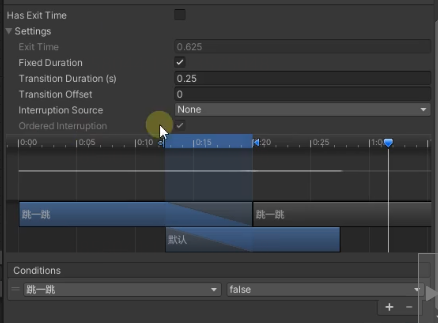 Has Exit Time
Settings
Exit Time 0.625
Fixed Duration
Transition Duration (s) 0.25
Transition Offset 0
Interruption Source None
Ordered Interruption
0:00 0:05 0:10 0:15 0:20 0:25 1:0
跳一跳 跳一跳
默认
Conditions
跳一跳 false
+ −